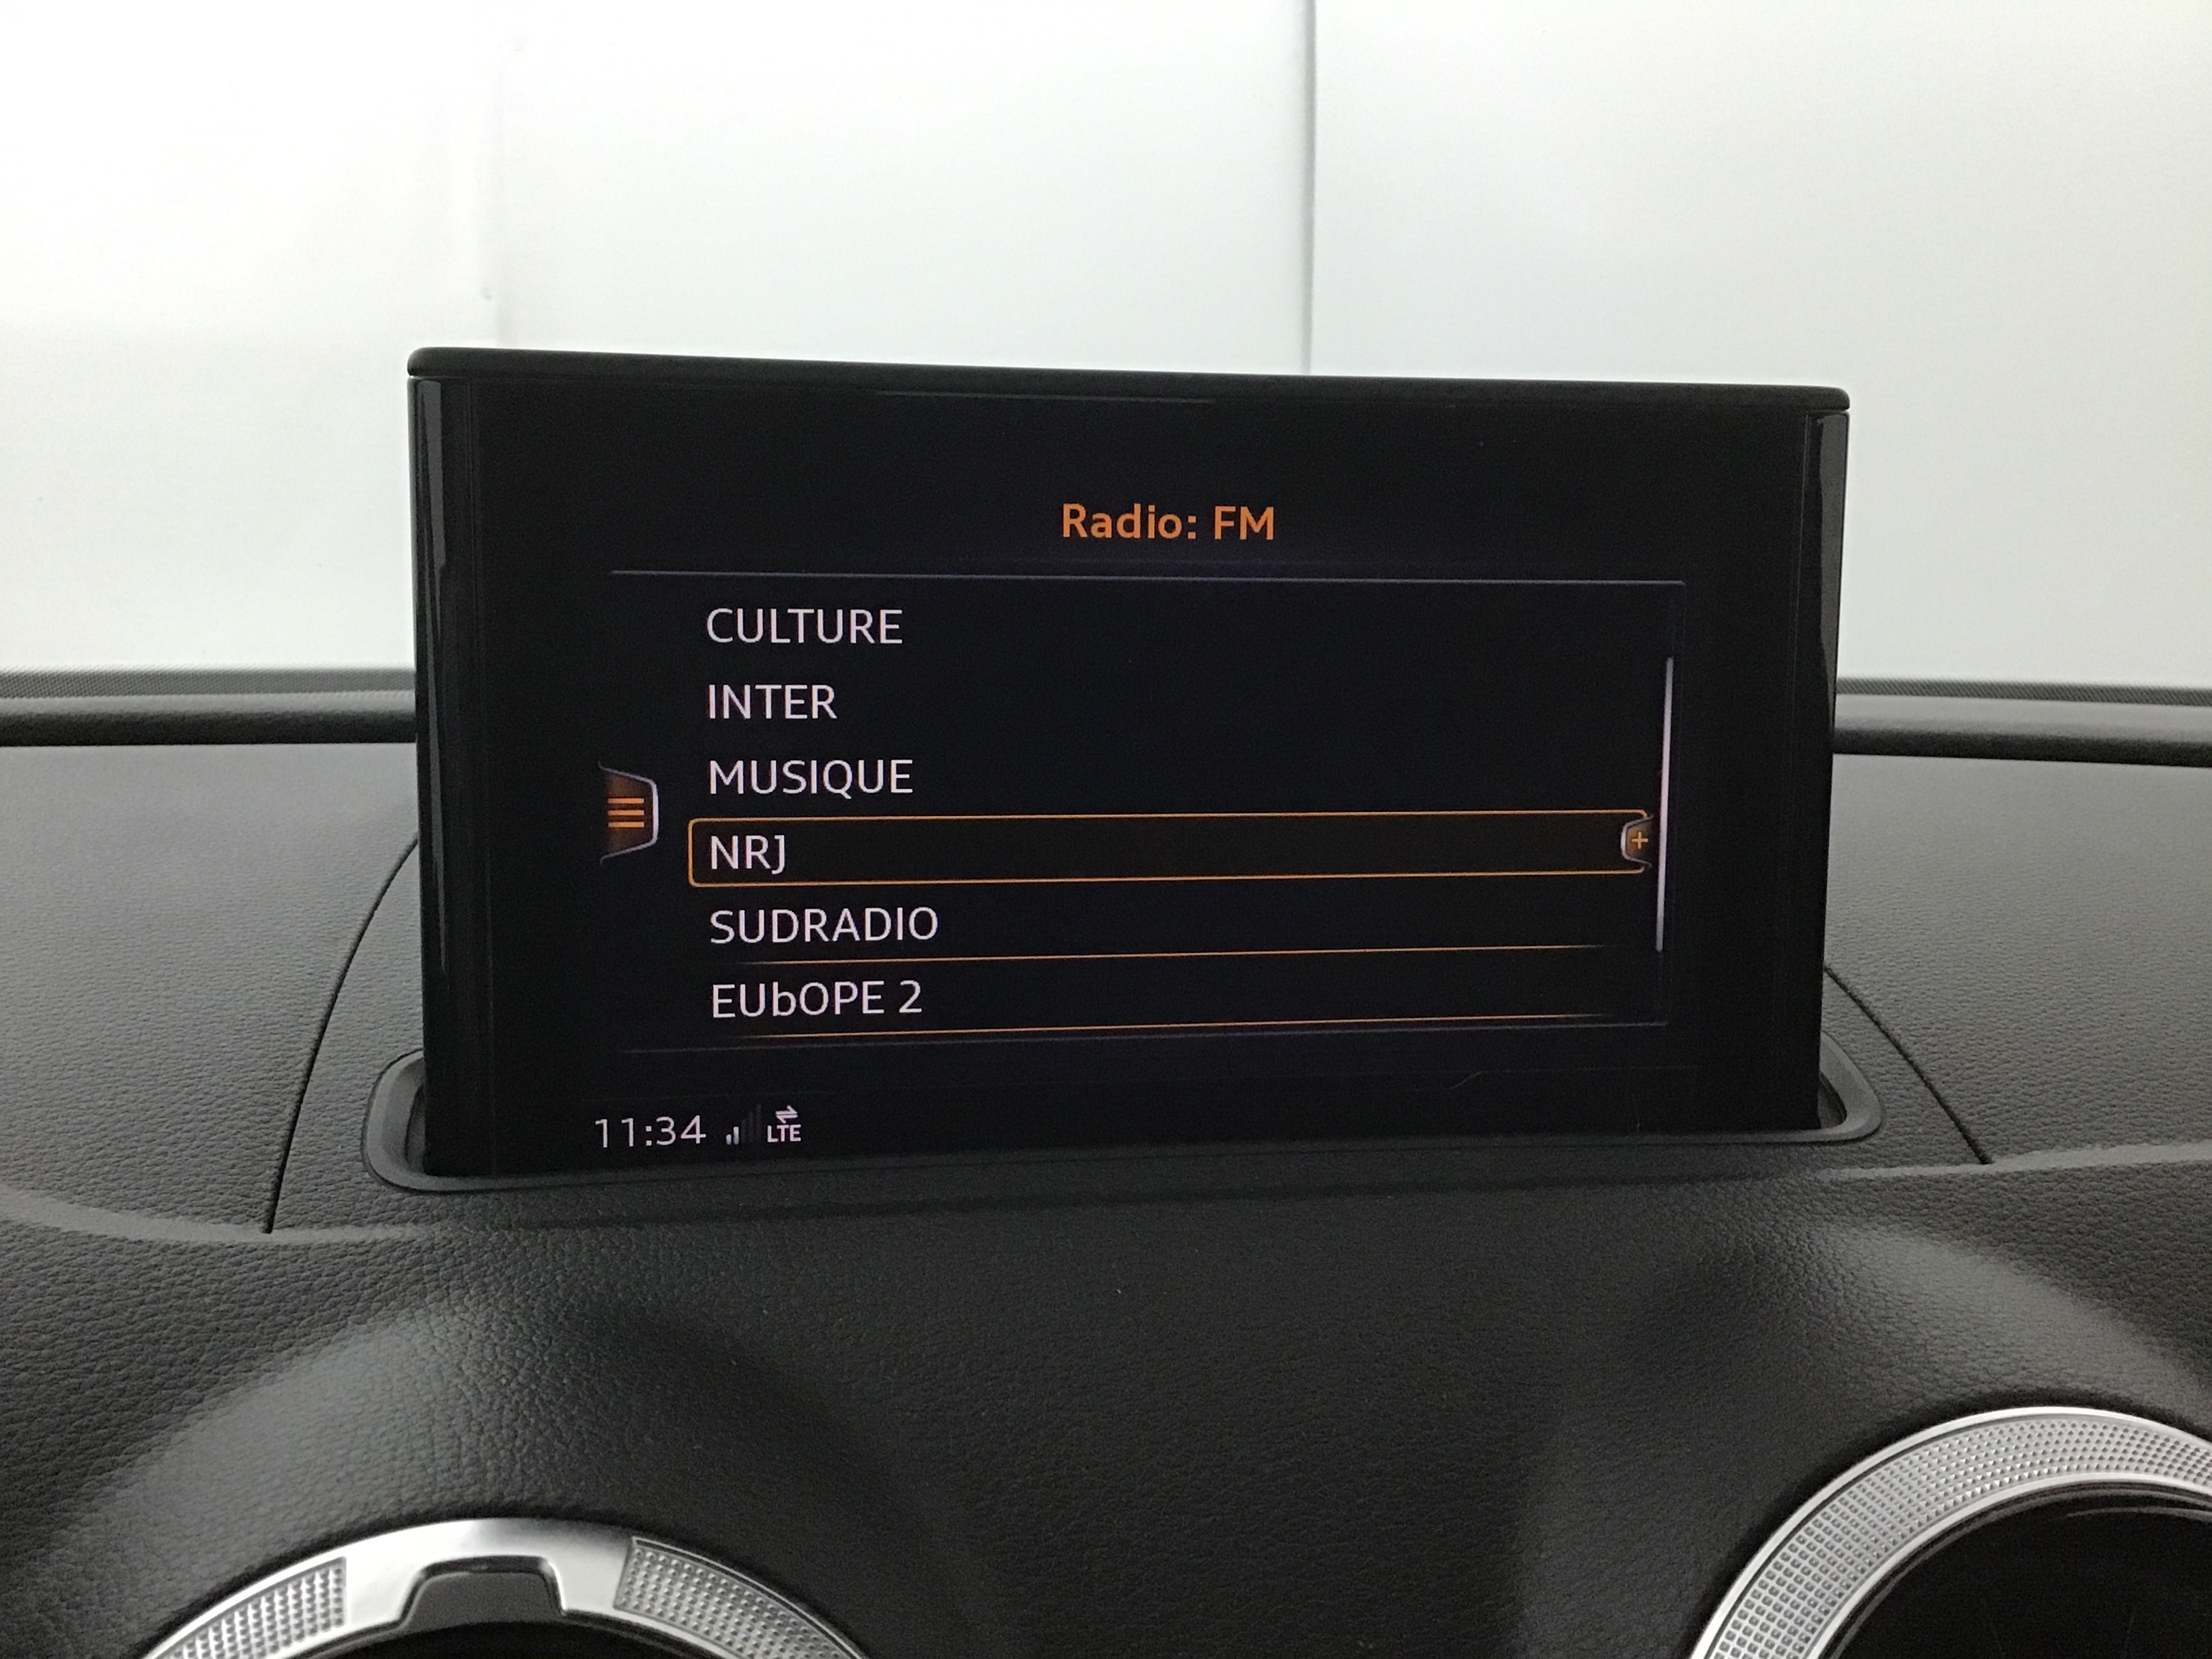 Radio: FM
CULTURE
INTER
MUSIQUE
NRJ
SUDRADIO
EUbOPE 2
11:34 LTE